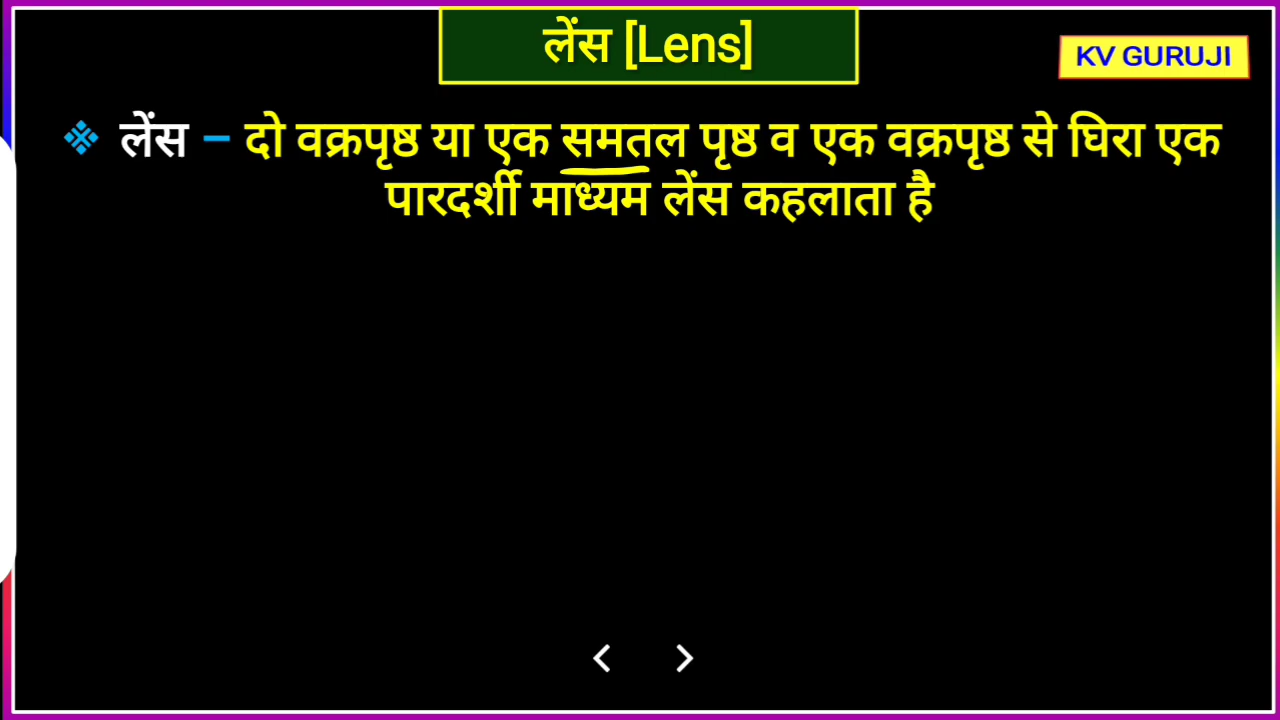 लेंस [Lens]
KV GURUJI
❖ लेंस – दो वक्रपृष्ठ या एक समतल पृष्ठ व एक वक्रपृष्ठ से घिरा एक
पारदर्शी माध्यम लेंस कहलाता है